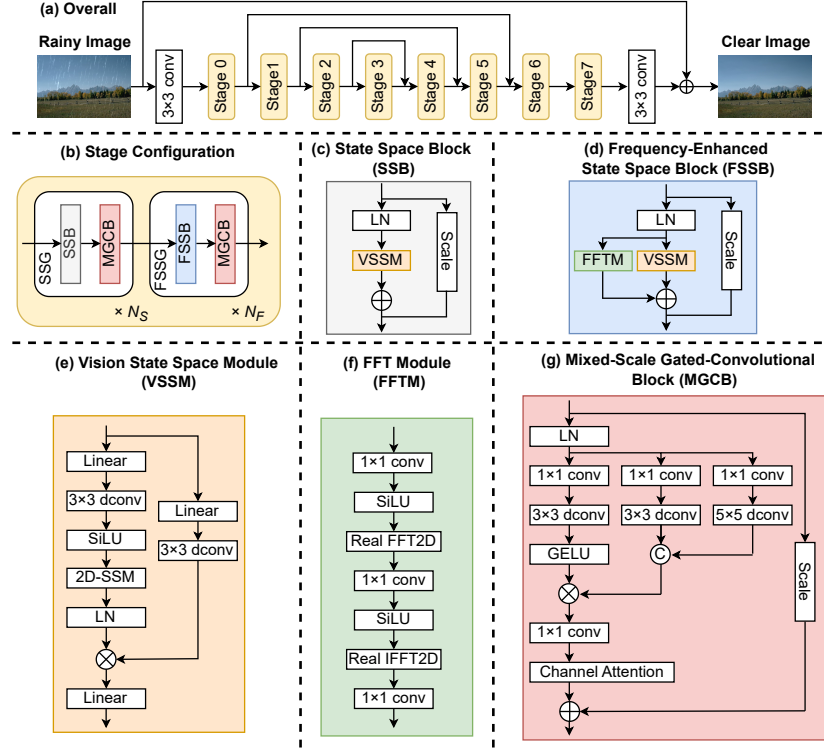 (a) Overall
Rainy Image
Clear Image
3×3 conv
Stage 0
Stage1
Stage 2
Stage 3
Stage 4
Stage 5
Stage 6
Stage7
3×3 conv
(b) Stage Configuration
SSG
SSB
MGCB
× N_S
FSSG
FSSB
MGCB
× N_F
(c) State Space Block
(SSB)
LN
VSSM
Scale
(d) Frequency-Enhanced
State Space Block (FSSB)
LN
FFTM
VSSM
Scale
(e) Vision State Space Module
(VSSM)
Linear
3×3 dconv
SiLU
2D-SSM
LN
Linear
Linear
3×3 dconv
(f) FFT Module
(FFTM)
1×1 conv
SiLU
Real FFT2D
1×1 conv
SiLU
Real IFFT2D
1×1 conv
(g) Mixed-Scale Gated-Convolutional
Block (MGCB)
LN
1×1 conv
1×1 conv
1×1 conv
3×3 dconv
3×3 dconv
5×5 dconv
GELU
C
1×1 conv
Channel Attention
Scale